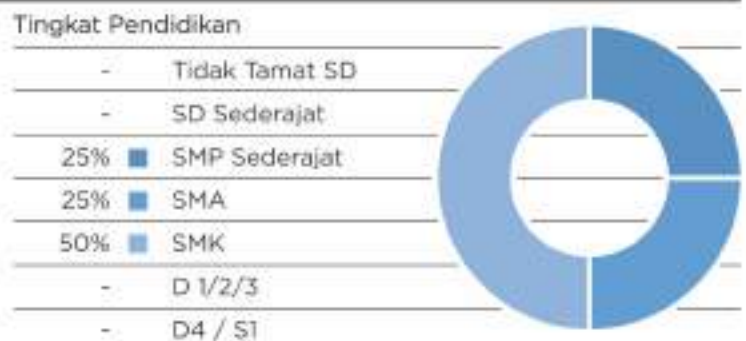 Tingkat Pendidikan
- Tidak Tamat SD
- SD Sederajat
25% SMP Sederajat
25% SMA
50% SMK
- D 1/2/3
- D4 / S1